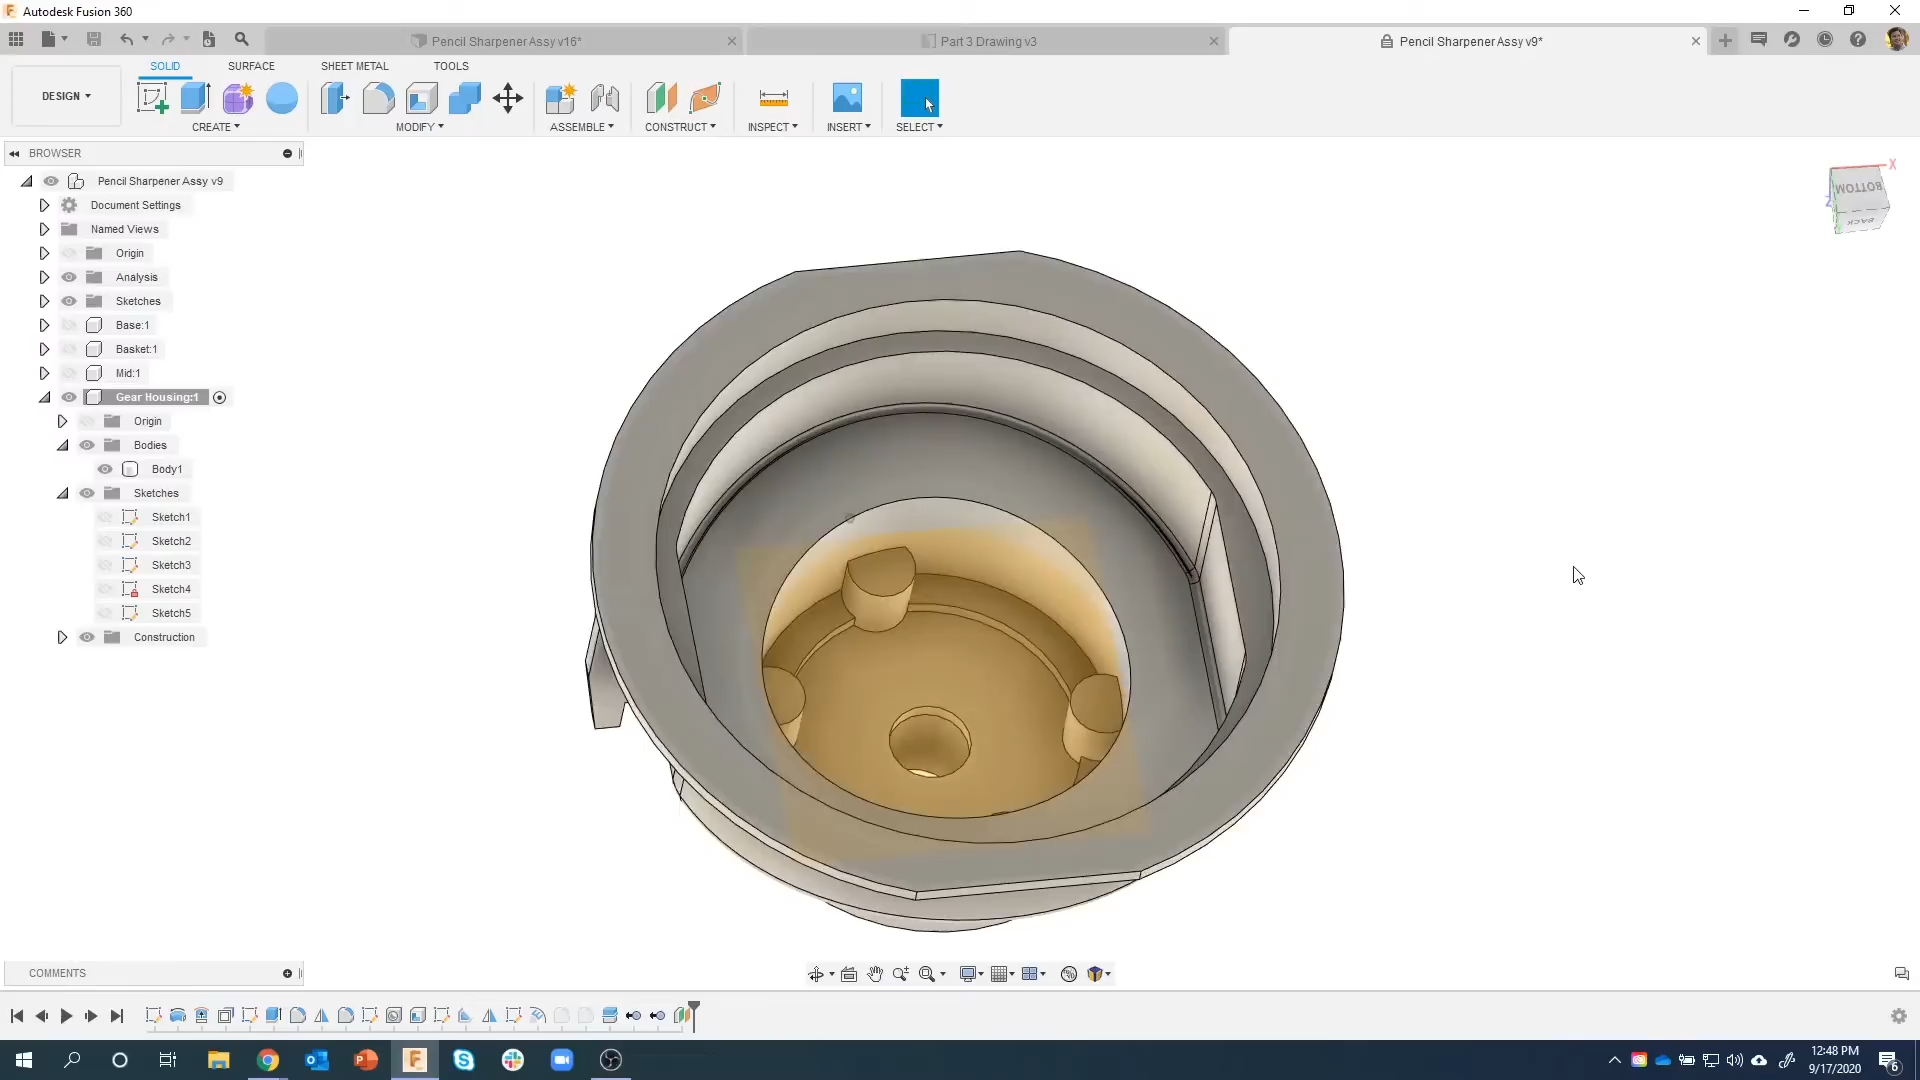 Autodesk Fusion 360
Pencil Sharpener Assy v16*
Part 3 Drawing v3
Pencil Sharpener Assy v9*
DESIGN
SOLID
SURFACE
SHEET METAL
TOOLS
CREATE
MODIFY
ASSEMBLE
CONSTRUCT
INSPECT
INSERT
SELECT
BROWSER
Pencil Sharpener Assy v9
Document Settings
Named Views
Origin
Analysis
Sketches
Base:1
Basket:1
Mid:1
Gear Housing:1
Origin
Bodies
Body1
Sketches
Sketch1
Sketch2
Sketch3
Sketch4
Sketch5
Construction
X
Z
BOTTOM
BACK
COMMENTS
12:48 PM
9/17/2020
6